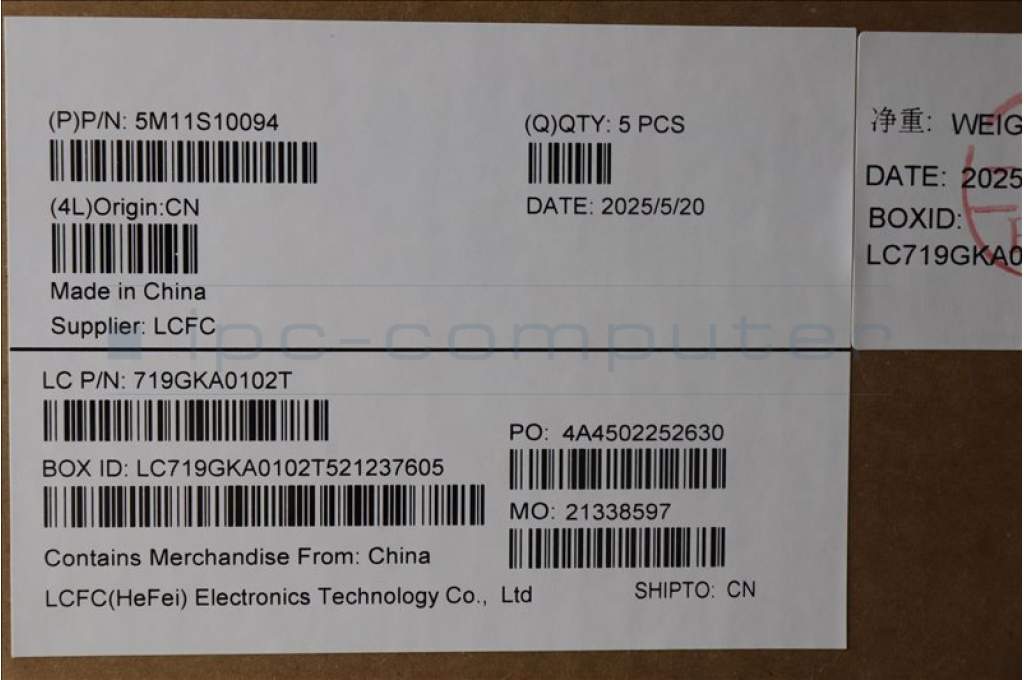 (P)P/N: 5M11S10094
(Q)QTY: 5 PCS
(4L)Origin:CN
DATE: 2025/5/20
Made in China
Supplier: LCFC
ipc-computer
LC P/N: 719GKA0102T
PO: 4A4502252630
BOX ID: LC719GKA0102T521237605
MO: 21338597
Contains Merchandise From: China
LCFC(HeFei) Electronics Technology Co., Ltd
SHIPTO: CN
净重: WEIG
DATE: 2025
BOXID:
LC719GKA0